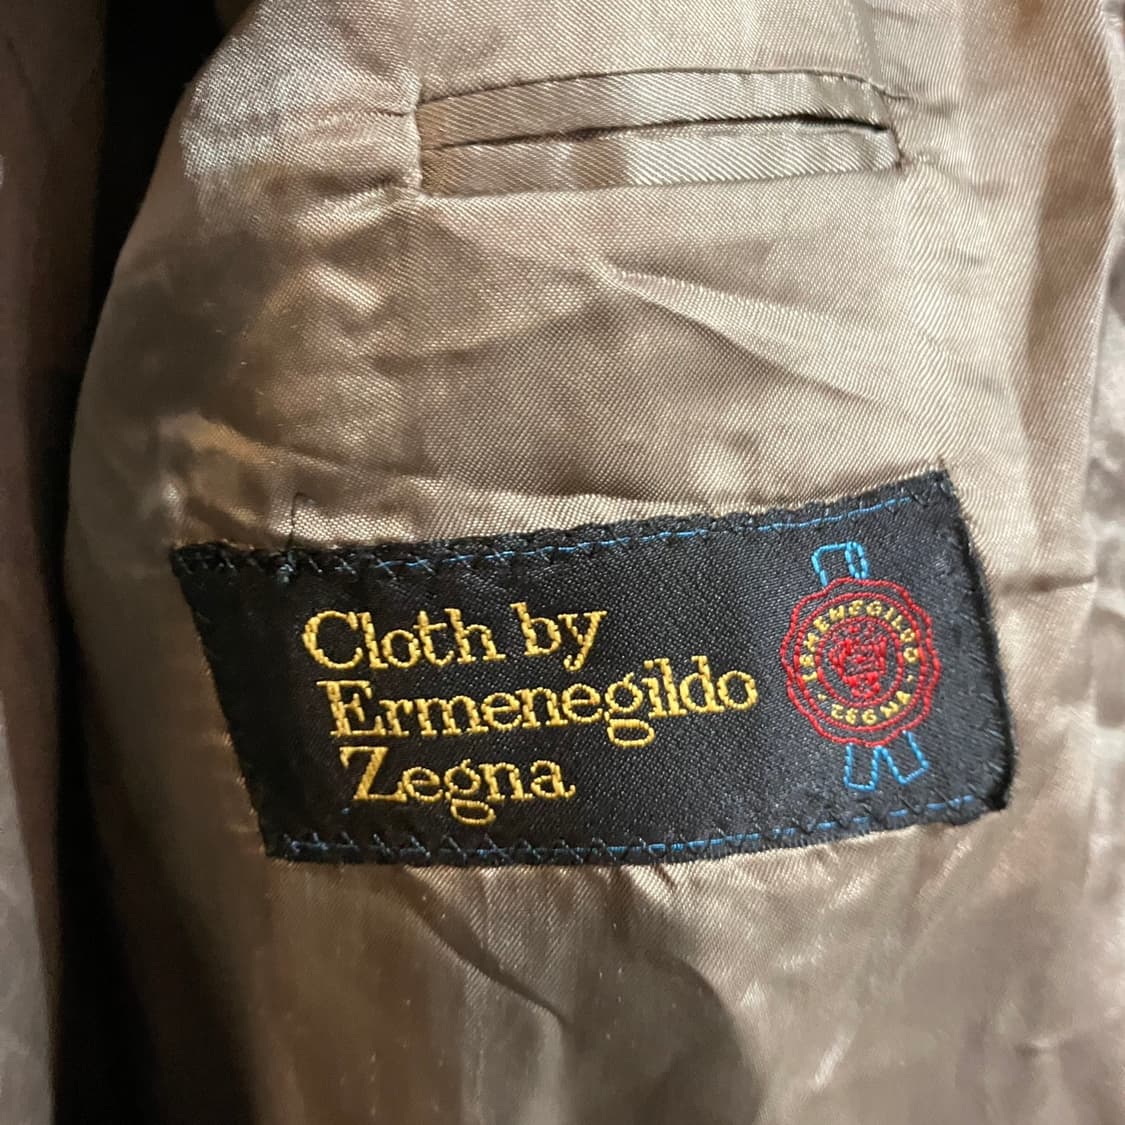 Cloth by
Ermenegildo
Zegna
ERMENEGILDO
ZEGNA